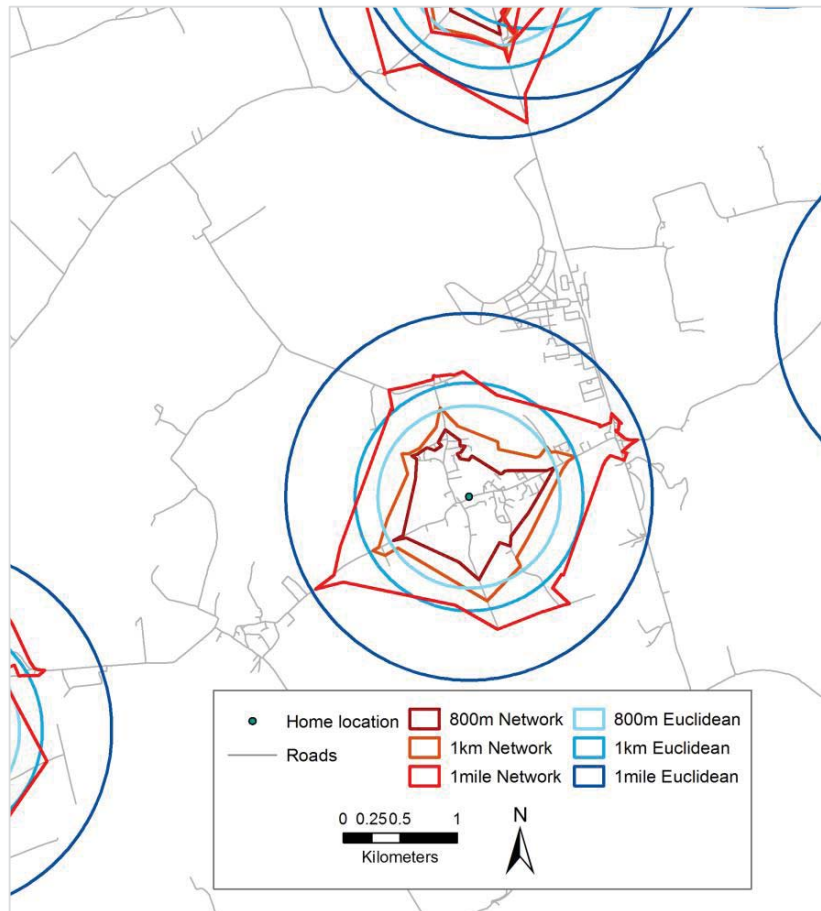 Home location
Roads
800m Network
1km Network
1mile Network
800m Euclidean
1km Euclidean
1mile Euclidean
0 0.25 0.5 1
Kilometers
N